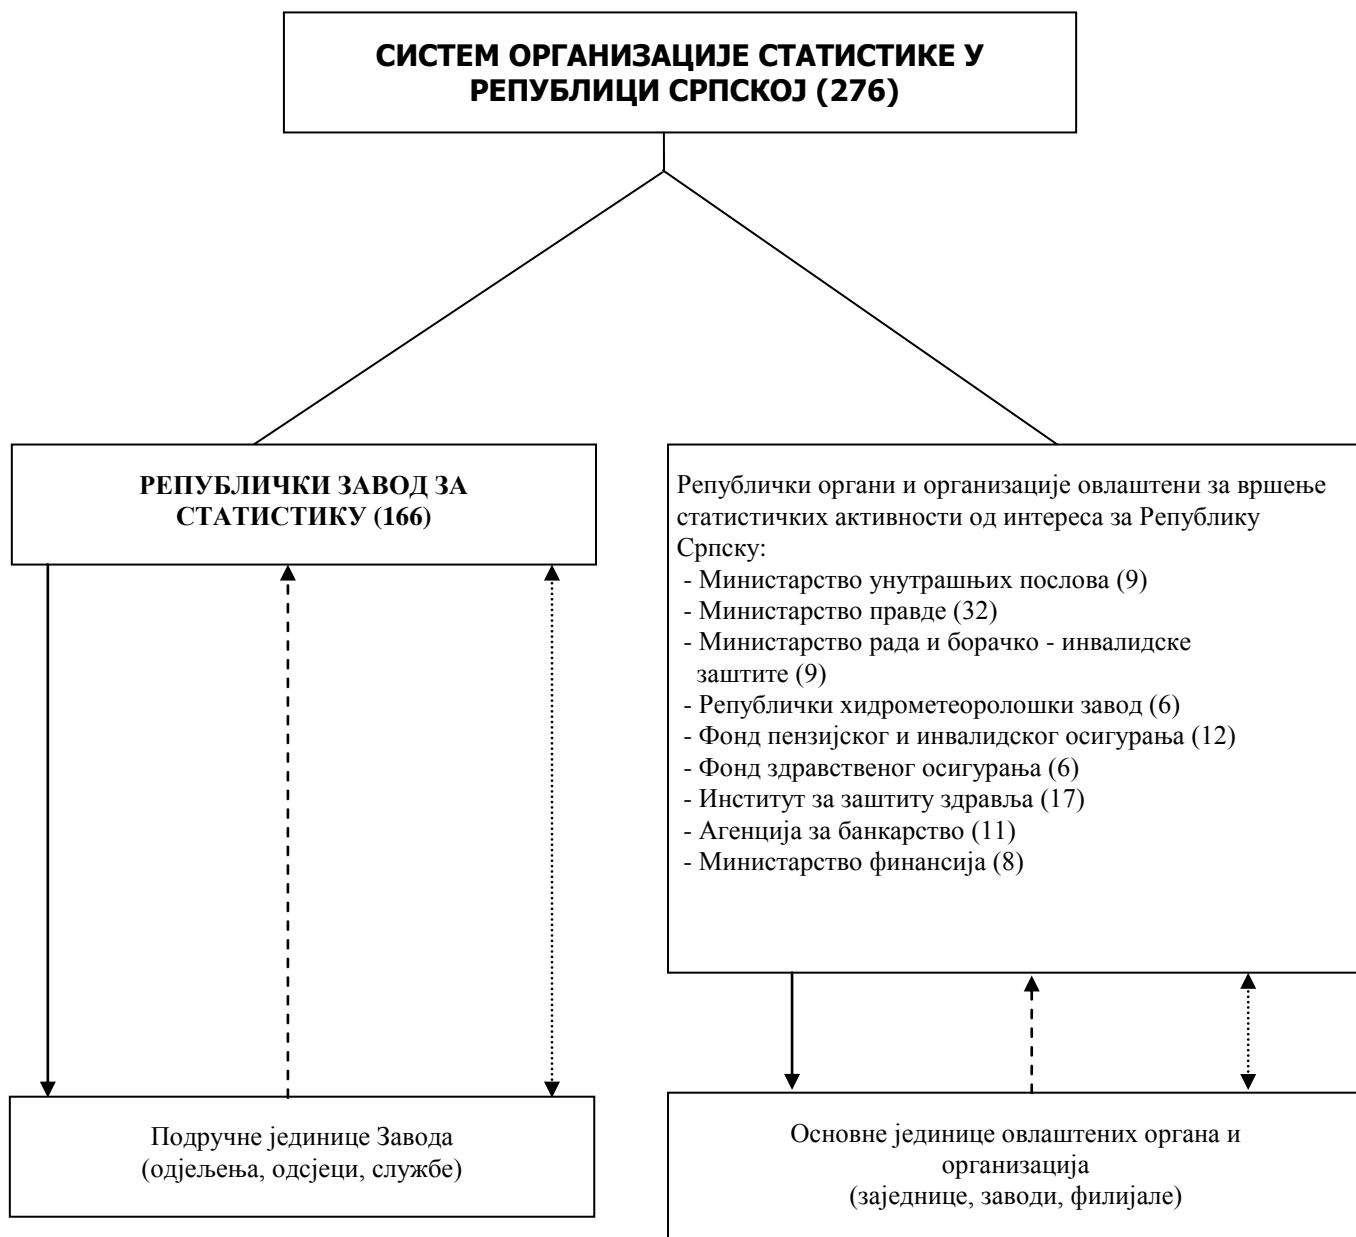 СИСТЕМ ОРГАНИЗАЦИЈЕ СТАТИСТИКЕ У
РЕПУБЛИЦИ СРПСКОЈ (276)
РЕПУБЛИЧКИ ЗАВОД ЗА
СТАТИСТИКУ (166)
Републички органи и организације овлаштени за вршење
статистичких активности од интереса за Републику
Српску:
- Министарство унутрашњих послова (9)
- Министарство правде (32)
- Министарство рада и борачко - инвалидске
заштите (9)
- Републички хидрометеоролошки завод (6)
- Фонд пензијског и инвалидског осигурања (12)
- Фонд здравственог осигурања (6)
- Институт за заштиту здравља (17)
- Агенција за банкарство (11)
- Министарство финансија (8)
Подручне јединице Завода
(одјељења, одсјеци, службе)
Основне јединице овлаштених органа и
организација
(заједнице, заводи, филијале)